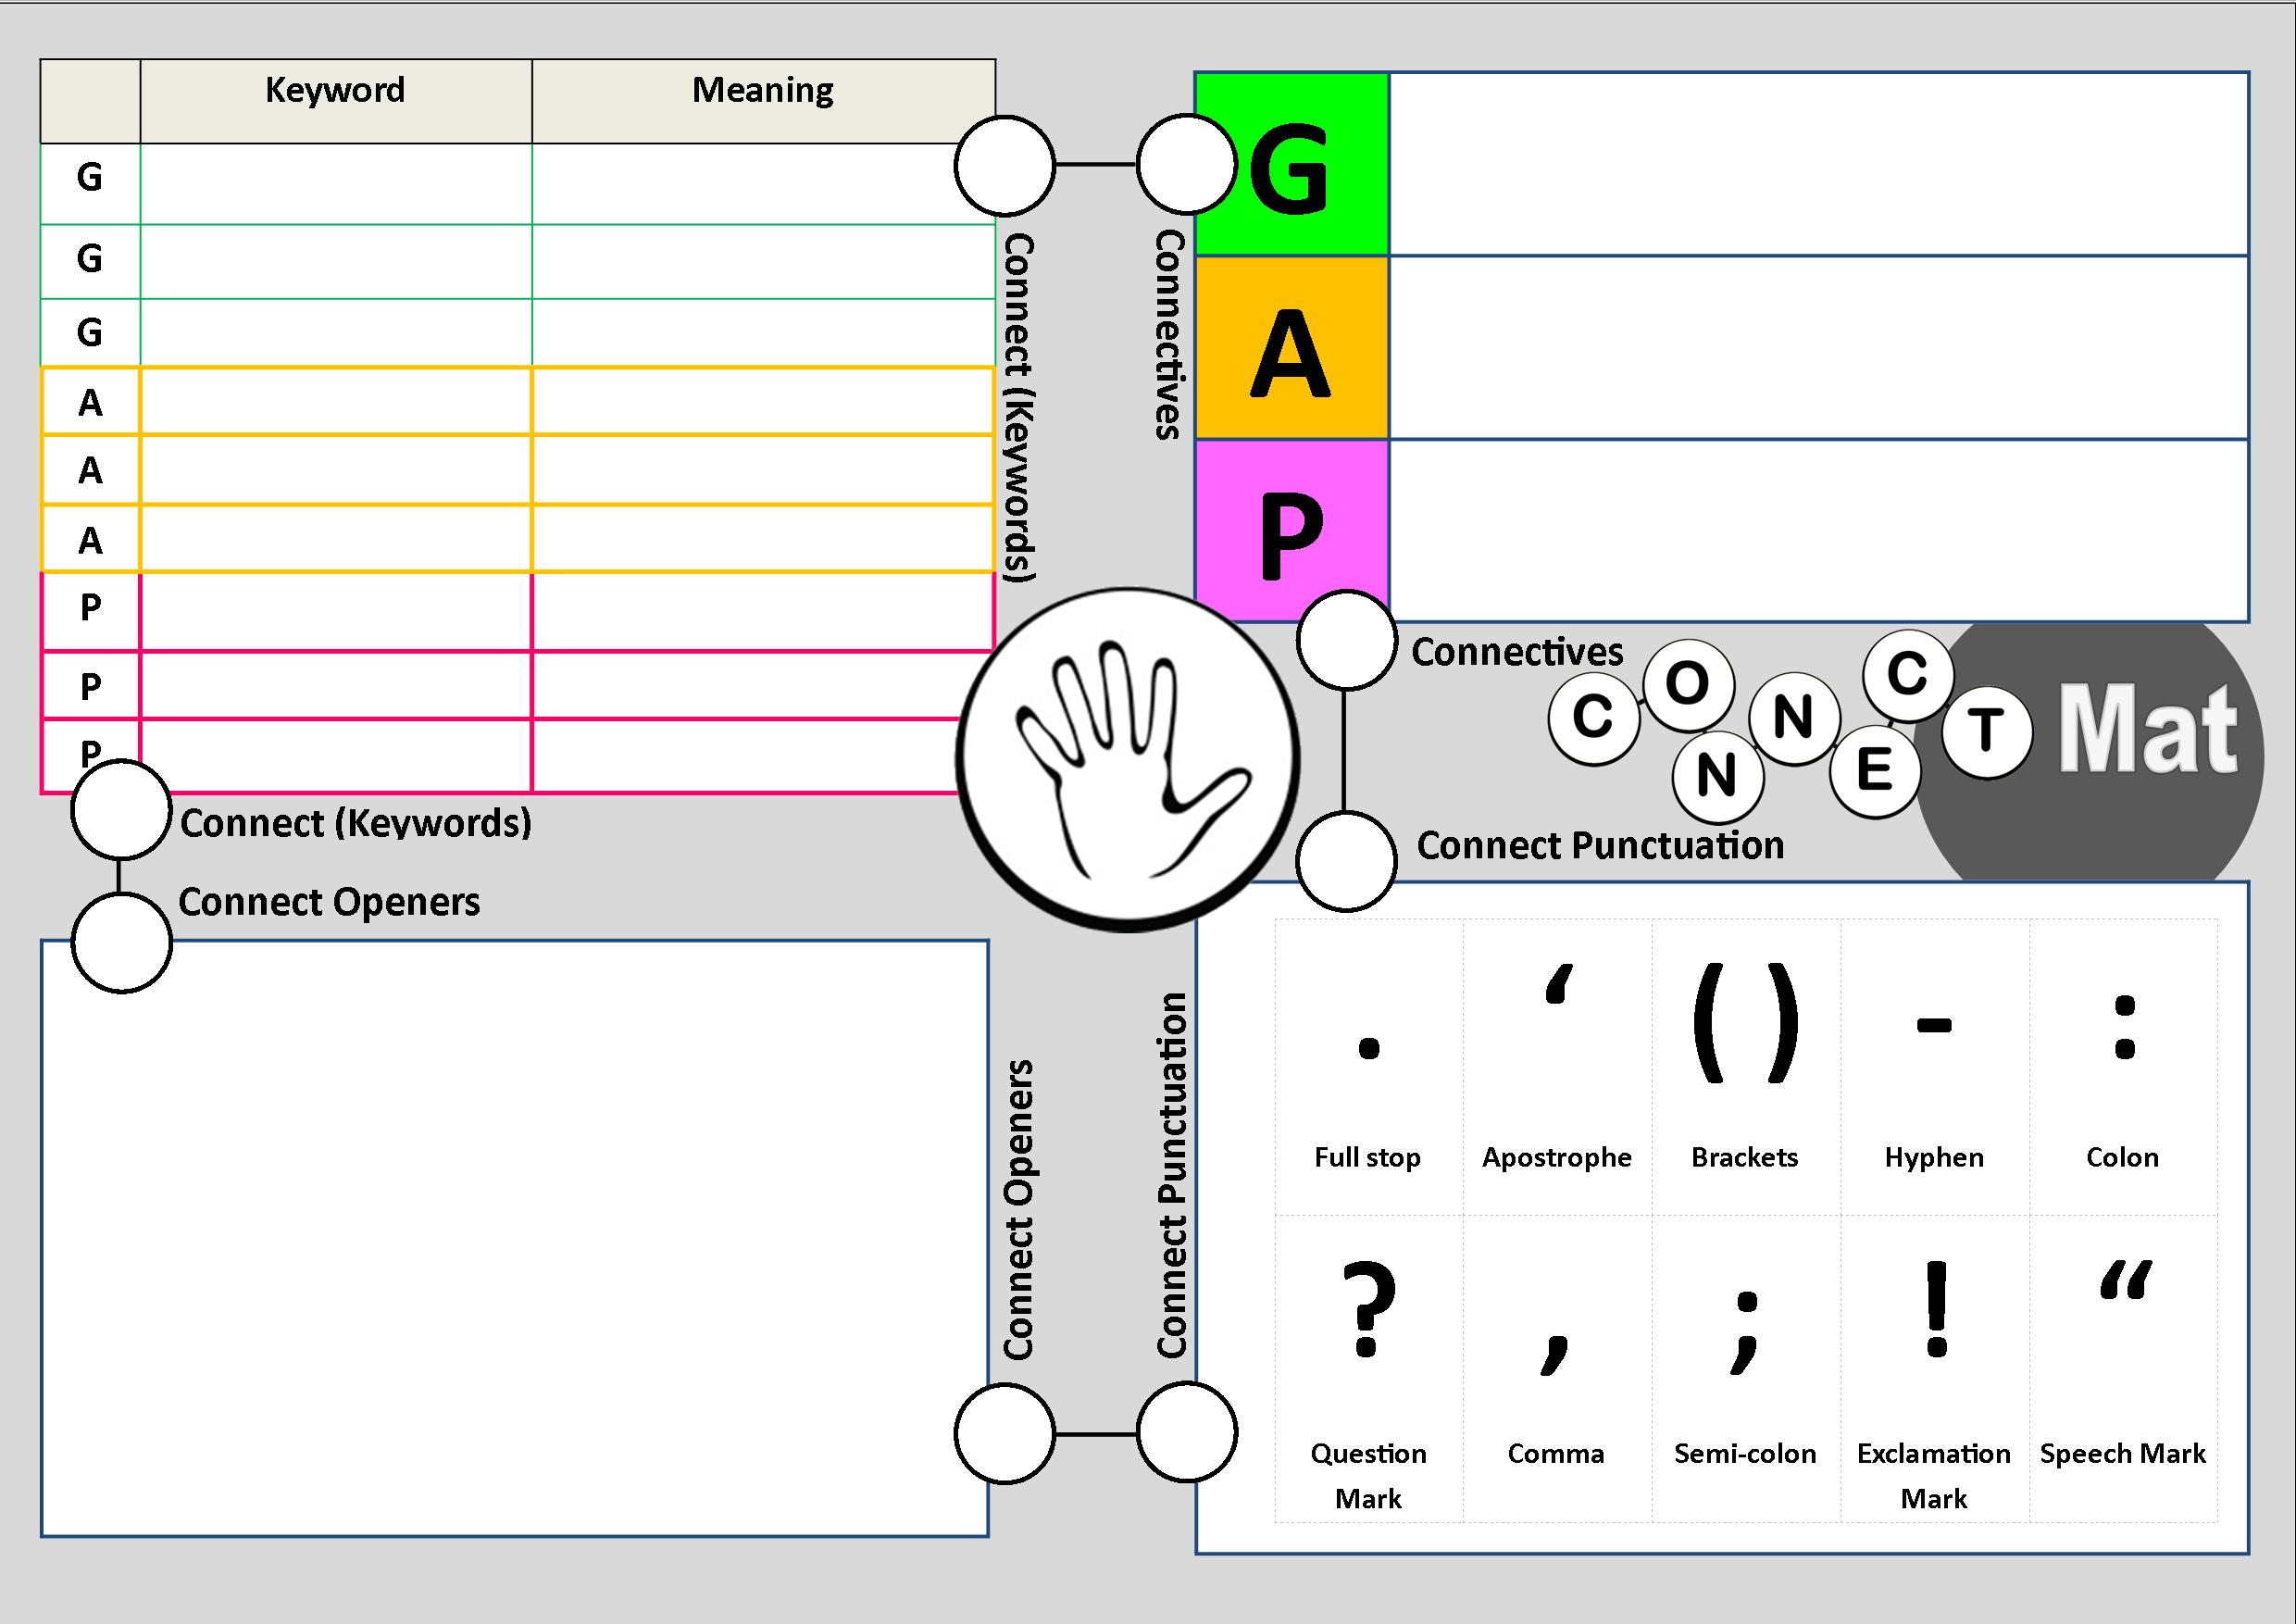 Keyword Meaning
G
G
G
A
A
A
P
P
P
Connect (Keywords)
Connectives
G
A
P
Connectives
CONNECT Mat
Connect Punctuation
Connect (Keywords)
Connect Openers
Connect Openers
Connect Punctuation
. ‘ ( ) - :
Full stop Apostrophe Brackets Hyphen Colon
? , ; ! “
Question Comma Semi-colon Exclamation Speech Mark
Mark Mark